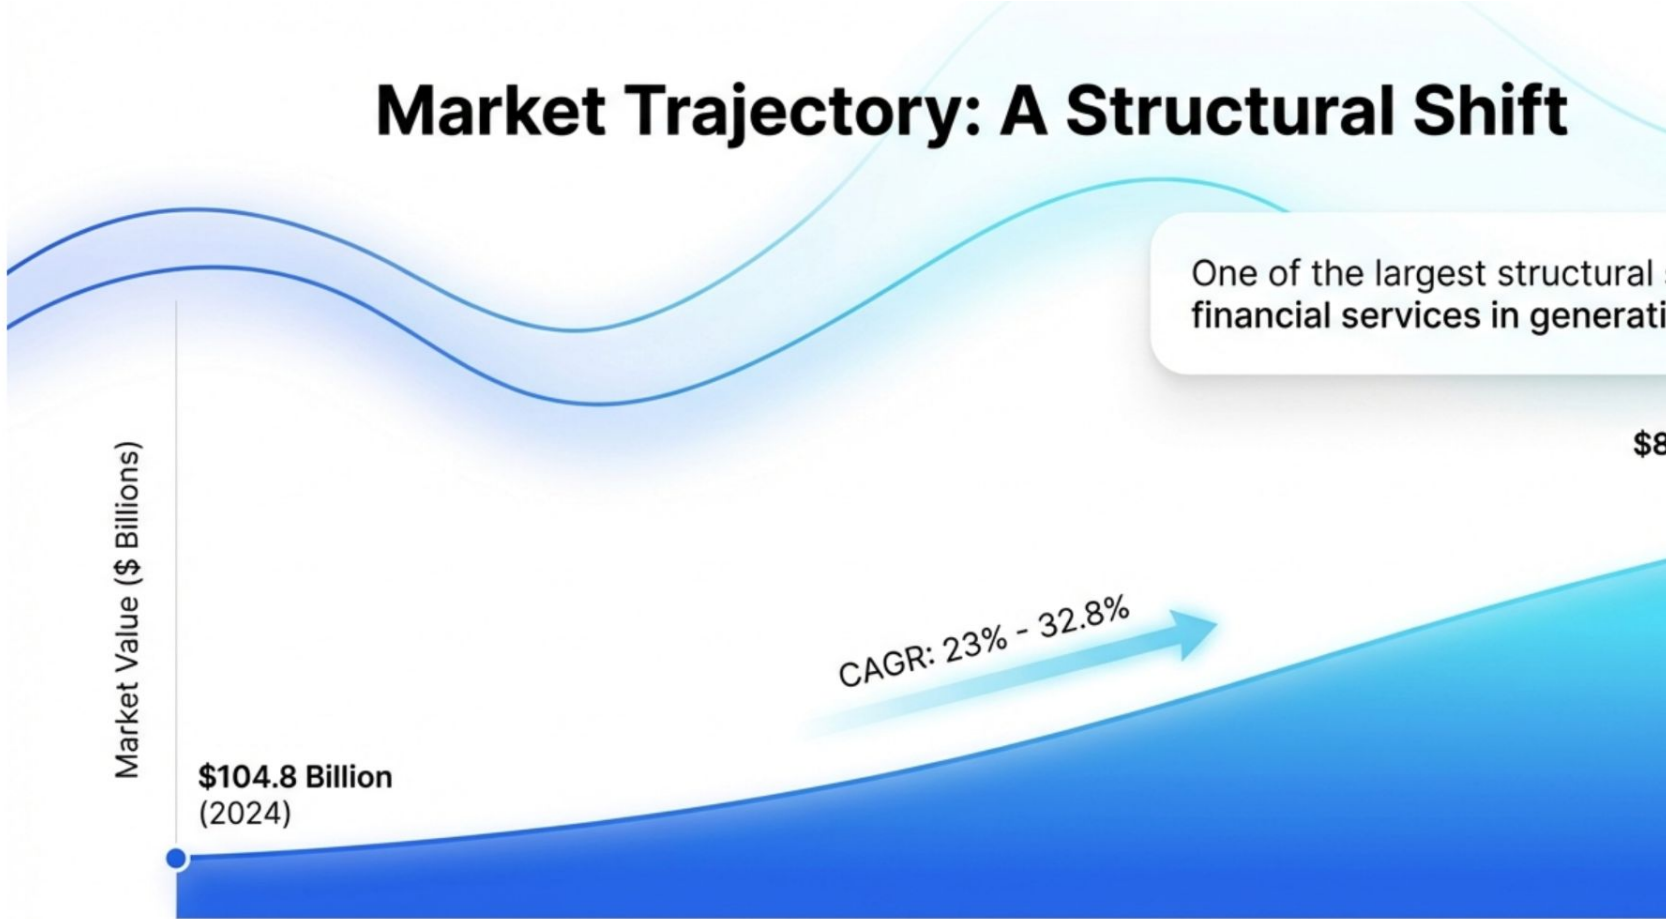 Market Trajectory: A Structural Shift
One of the largest structural
financial services in generati
$8
Market Value ($ Billions)
CAGR: 23% - 32.8%
$104.8 Billion
(2024)